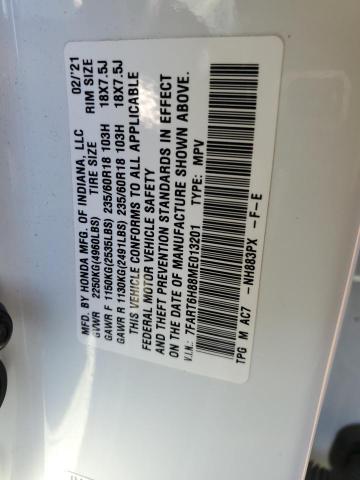 MFD. BY HONDA MFG. OF INDIANA, LLC 02/'21
GVWR 2250KG(4960LBS) TIRE SIZE RIM SIZE
GAWR F 1150KG(2535LBS) 235/60R18 103H 18X7.5J
GAWR R 1130KG(2491LBS) 235/60R18 103H 18X7.5J
THIS VEHICLE CONFORMS TO ALL APPLICABLE
FEDERAL MOTOR VEHICLE SAFETY
AND THEFT PREVENTION STANDARDS IN EFFECT
ON THE DATE OF MANUFACTURE SHOWN ABOVE.
V.I.N.: 7FART6H88ME013201 TYPE: MPV
TPG M AC7 -NH883PX -F-E